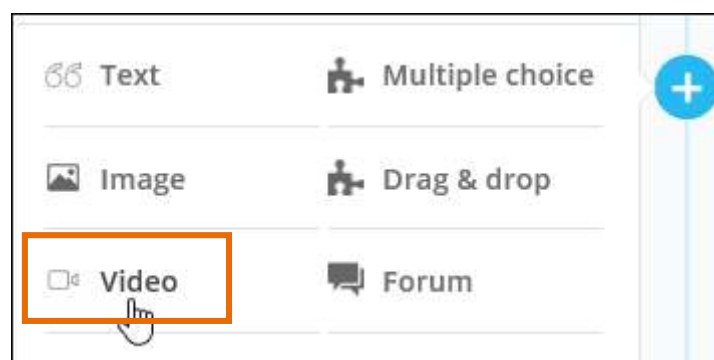 Text
Multiple choice
Image
Drag & drop
Video
Forum